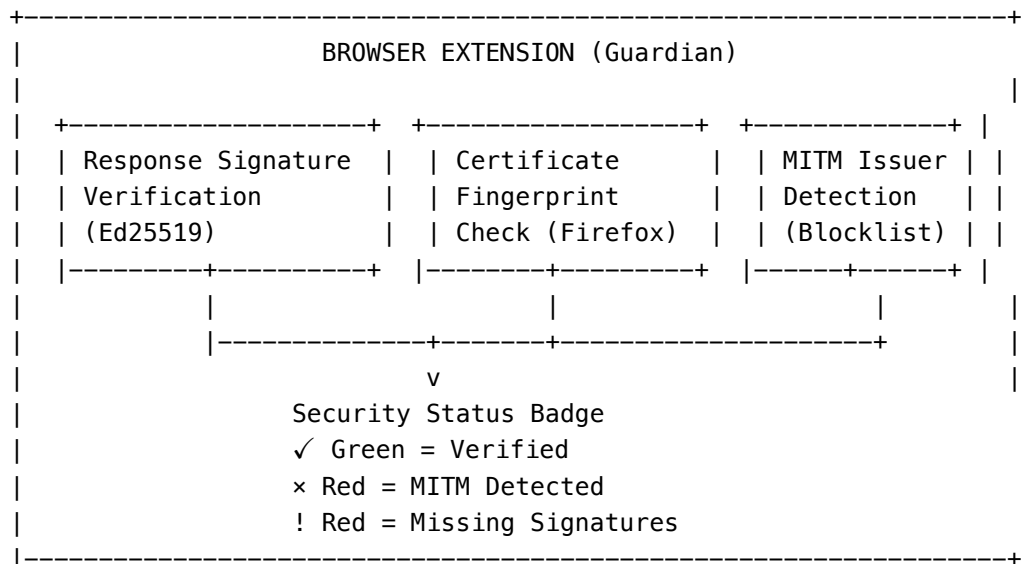 BROWSER EXTENSION (Guardian)
Response Signature Verification (Ed25519)
Certificate Fingerprint Check (Firefox)
MITM Issuer Detection (Blocklist)
v
Security Status Badge
✓ Green = Verified
× Red = MITM Detected
! Red = Missing Signatures